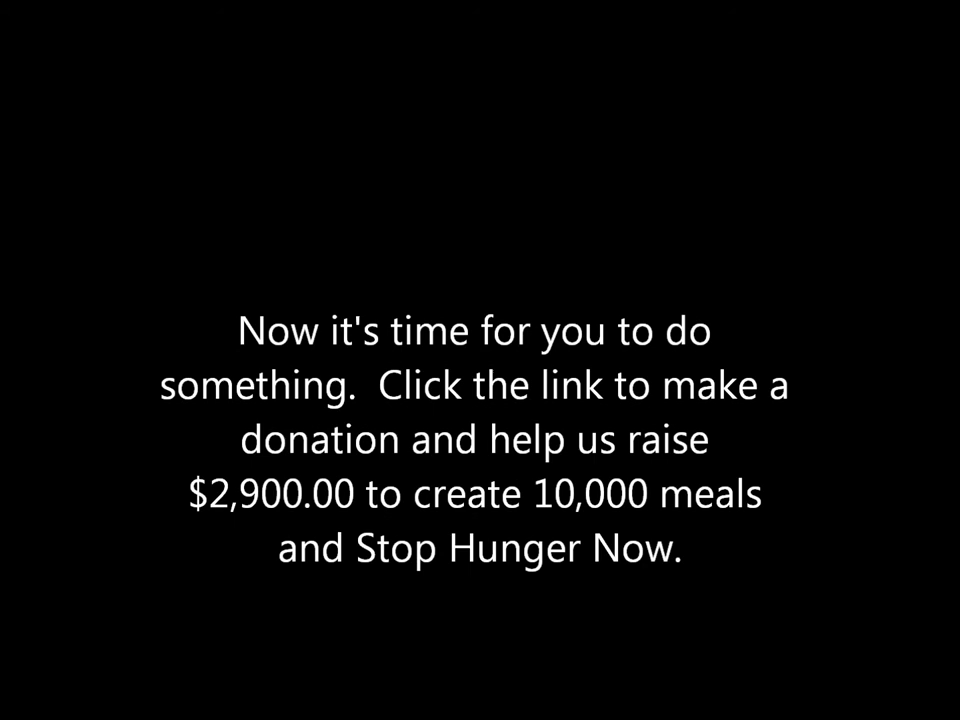 Now it's time for you to do
something.  Click the link to make a
donation and help us raise
$2,900.00 to create 10,000 meals
and Stop Hunger Now.